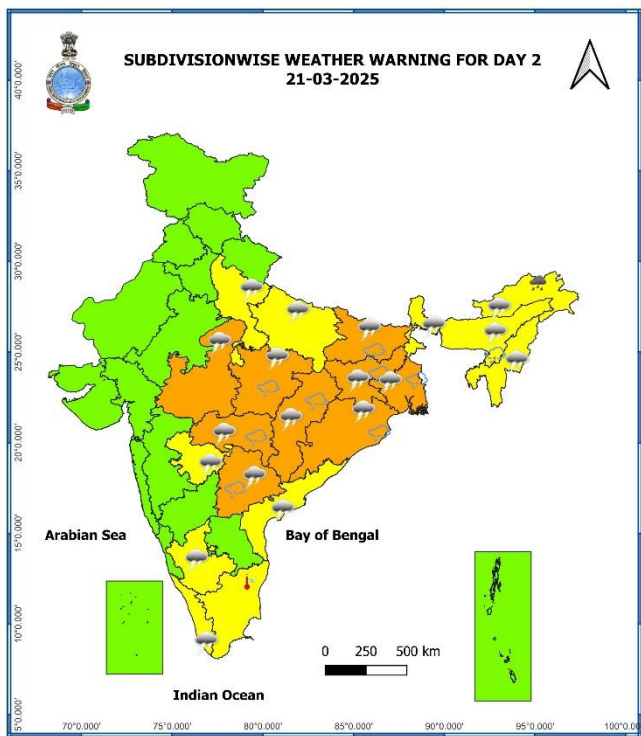 SUBDIVISIONWISE WEATHER WARNING FOR DAY 2
21-03-2025
40°0.000'
35°0.000'
30°0.000'
25°0.000'
20°0.000'
15°0.000'
10°0.000'
5°0.000'
Arabian Sea
Bay of Bengal
0 250 500 km
Indian Ocean
70°0.000' 75°0.000' 80°0.000' 85°0.000' 90°0.000' 95°0.000' 100°0.0